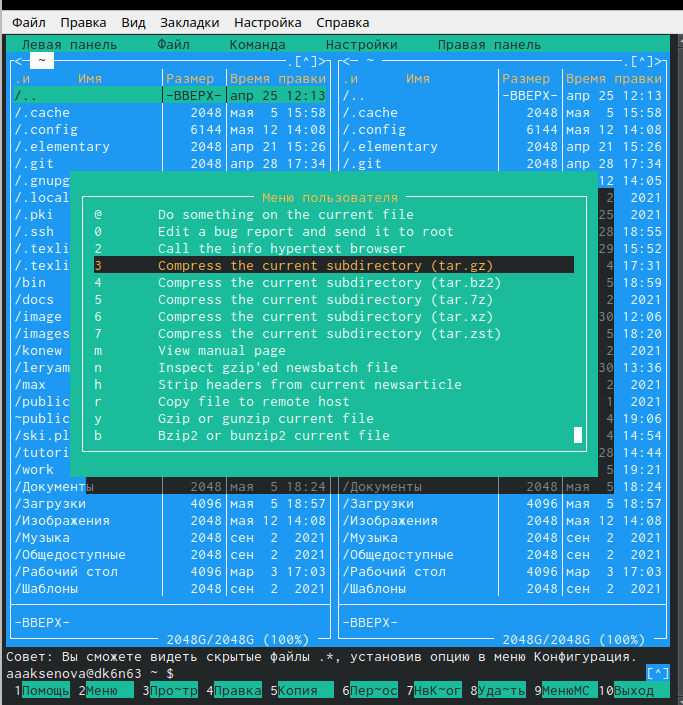 Файл Правка Вид Закладки Настройка Справка
Левая панель Файл Команда Настройки Правая панель
<─ ~ .[^]> <─ ~ .[^]>
.и Имя Размер Время правки .и Имя Размер Время правки
/.. -ВВЕРХ- апр 25 12:13 /.. -ВВЕРХ- апр 25 12:13
/.cache 2048 мая 5 15:58 /.cache 2048 мая 5 15:58
/.config 6144 мая 12 14:08 /.config 6144 мая 12 14:08
/.elementary 2048 апр 21 15:26 /.elementary 2048 апр 21 15:26
/.git 2048 апр 28 17:34 /.git 2048 апр 28 17:34
/.gnupg 12 14:05
/.local Меню пользователя 2 2021
/.pki @ Do something on the current file 25 2021
/.ssh 0 Edit a bug report and send it to root 28 18:55
/.texli 2 Call the info hypertext browser 29 15:52
/.texli 3 Compress the current subdirectory (tar.gz) 4 17:31
/bin 4 Compress the current subdirectory (tar.bz2) 5 18:59
/docs 5 Compress the current subdirectory (tar.7z) 2 2021
/image 6 Compress the current subdirectory (tar.xz) 30 12:06
/images 7 Compress the current subdirectory (tar.zst) 5 18:20
/konew m View manual page 2 2021
/leryam n Inspect gzip'ed newsbatch file 30 13:36
/max h Strip headers from current newsarticle 2 2021
/public r Copy file to remote host 1 2021
~public y Gzip or gunzip current file 4 19:06
/ski.pl b Bzip2 or bunzip2 current file 4 14:54
/tutori 28 14:44
/work 5 19:21
/Документы 2048 мая 5 18:24 /Документы 2048 мая 5 18:24
/Загрузки 4096 мая 5 18:57 /Загрузки 4096 мая 5 18:57
/Изображения 2048 мая 12 14:08 /Изображения 2048 мая 12 14:08
/Музыка 2048 сен 2 2021 /Музыка 2048 сен 2 2021
/Общедоступные 2048 сен 2 2021 /Общедоступные 2048 сен 2 2021
/Рабочий стол 4096 мар 3 17:03 /Рабочий стол 4096 мар 3 17:03
/Шаблоны 2048 сен 2 2021 /Шаблоны 2048 сен 2 2021
-ВВЕРХ- -ВВЕРХ-
2048G/2048G (100%) 2048G/2048G (100%)
Совет: Вы сможете видеть скрытые файлы .*, установив опцию в меню Конфигурация.
aaaksenova@dk6n63 ~ $ [^]
1Помощь 2Меню 3Про~тр 4Правка 5Копия 6Пер~ос 7НвК~ог 8Уда~ть 9МенюMC 10Выход